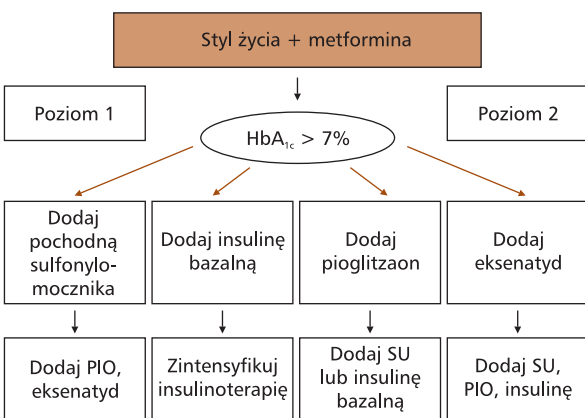 Styl życia + metformina
Poziom 1
Poziom 2
HbA1c > 7%
Dodaj
pochodną
sulfonylo-
mocznika
Dodaj insulinę
bazalną
Dodaj
pioglitzaon
Dodaj
eksenatyd
Dodaj PIO,
eksenatyd
Zintensyfikuj
insulinoterapię
Dodaj SU
lub insulinę
bazalną
Dodaj SU,
PIO, insulinę